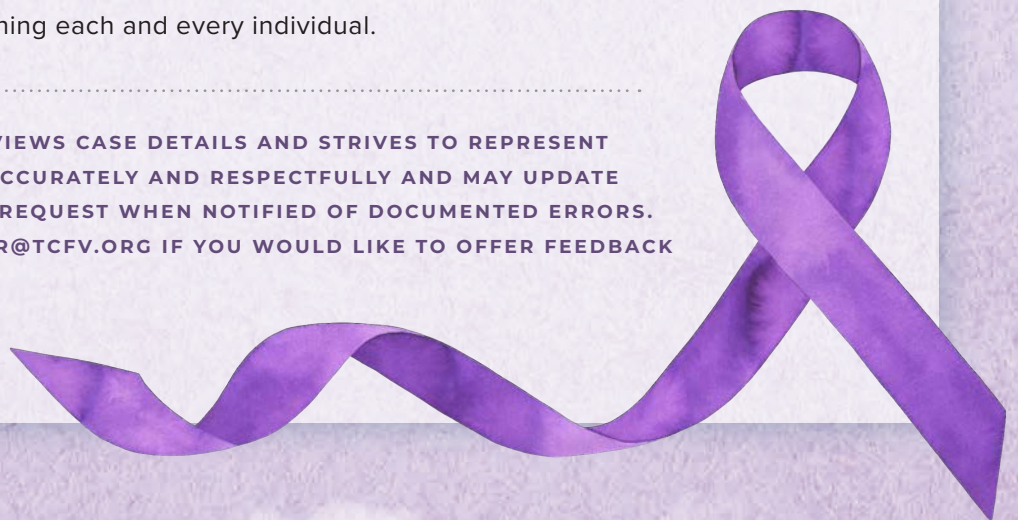 ning each and every individual.
VIEWS CASE DETAILS AND STRIVES TO REPRESENT
CCURATELY AND RESPECTFULLY AND MAY UPDATE
REQUEST WHEN NOTIFIED OF DOCUMENTED ERRORS.
R@TCFV.ORG IF YOU WOULD LIKE TO OFFER FEEDBACK